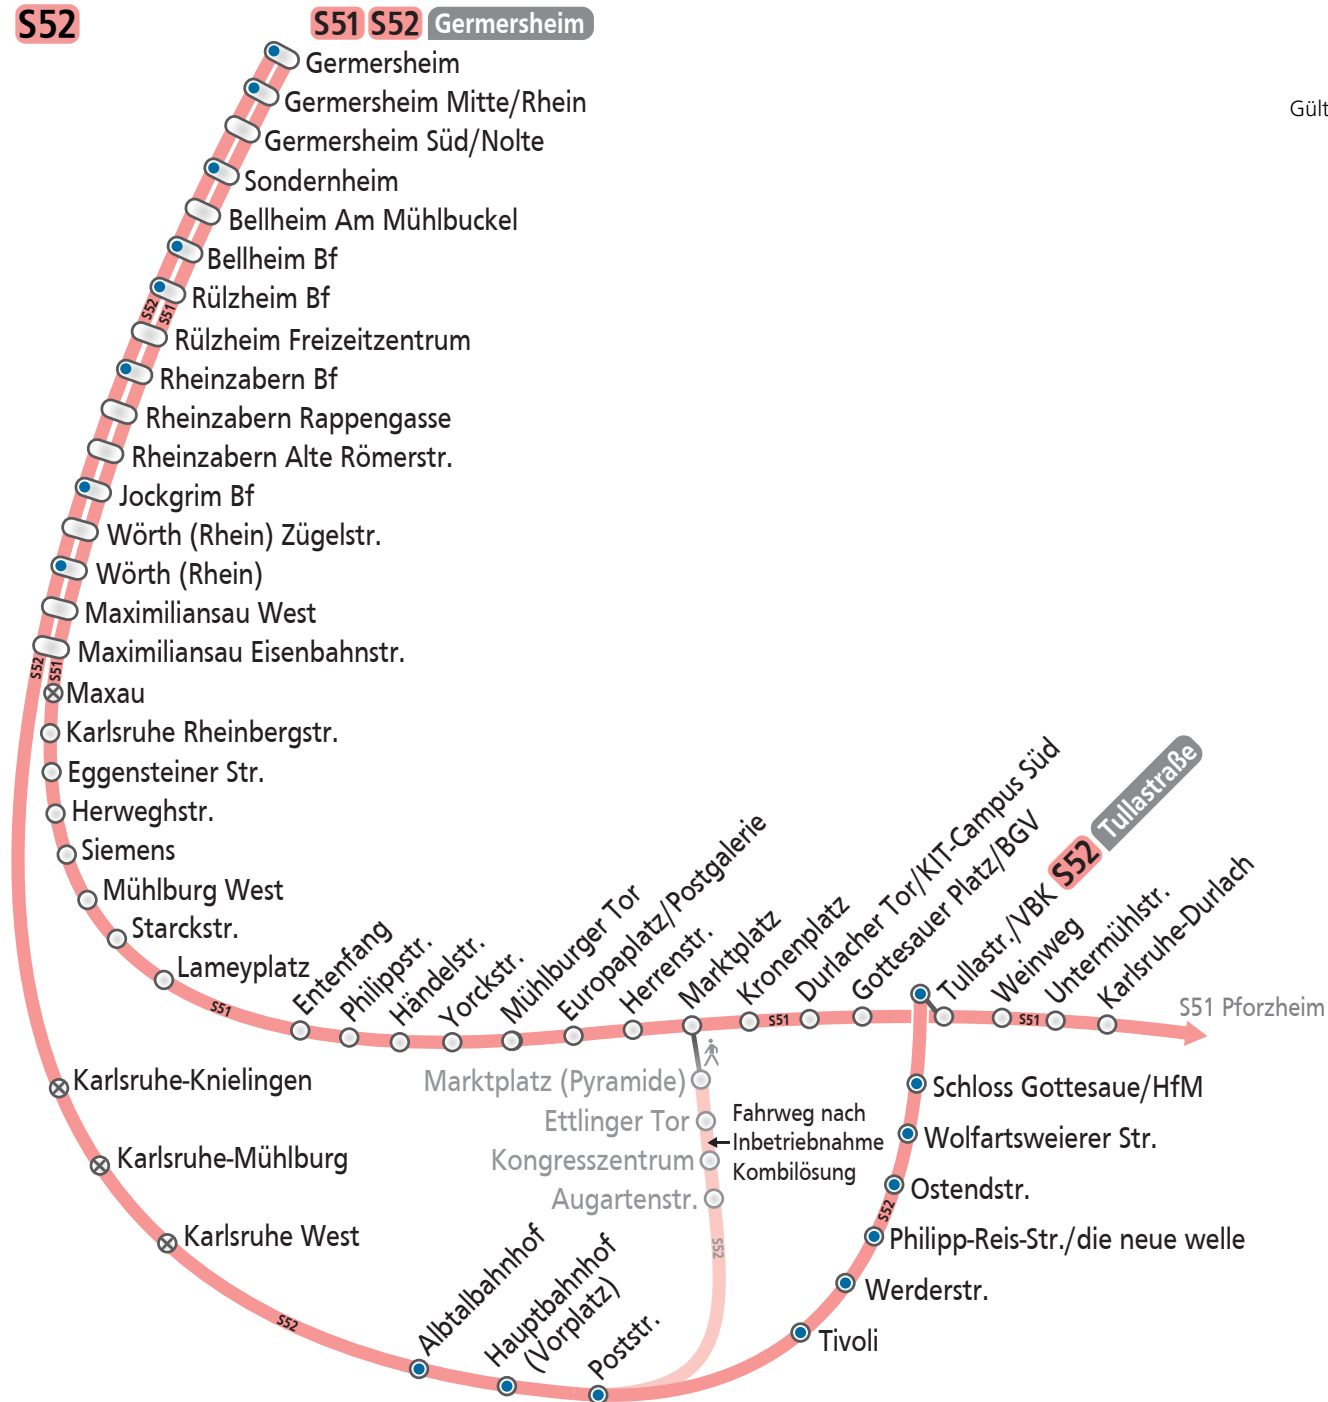 S52
S51 S52 Germersheim
Germersheim
Germersheim Mitte/Rhein
Gült
Germersheim Süd/Nolte
Sondernheim
Bellheim Am Mühlbuckel
Bellheim Bf
Rülzheim Bf
S52
S51
Rülzheim Freizeitzentrum
Rheinzabern Bf
Rheinzabern Rappengasse
Rheinzabern Alte Römerstr.
Jockgrim Bf
Wörth (Rhein) Zügelstr.
Wörth (Rhein)
Maximiliansau West
Maximiliansau Eisenbahnstr.
S52
S51
Maxau
Karlsruhe Rheinbergstr.
Eggensteiner Str.
Herweghstr.
Siemens
Mühlburg West
Starckstr.
Lameyplatz
S51
Entenfang
Philippstr.
Händelstr.
Yorckstr.
Mühlburger Tor
Europaplatz/Postgalerie
Herrenstr.
Marktplatz
Kronenplatz
S51
Durlacher Tor/KIT-Campus Süd
Gottesauer Platz/BGV
Tullastr./VBK S52 Tullastraße
Weinweg
S51
Untermühlstr.
Karlsruhe-Durlach
S51 Pforzheim
Marktplatz (Pyramide)
Ettlinger Tor
Kongresszentrum
Augartenstr.
S52
Fahrweg nach
Inbetriebnahme
Kombilösung
Karlsruhe-Knielingen
Karlsruhe-Mühlburg
Karlsruhe West
S52
Albtalbahnhof
Hauptbahnhof
(Vorplatz)
Poststr.
Schloss Gottesaue/HfM
Wolfartsweierer Str.
Ostendstr.
S52
Philipp-Reis-Str./die neue welle
Werderstr.
Tivoli